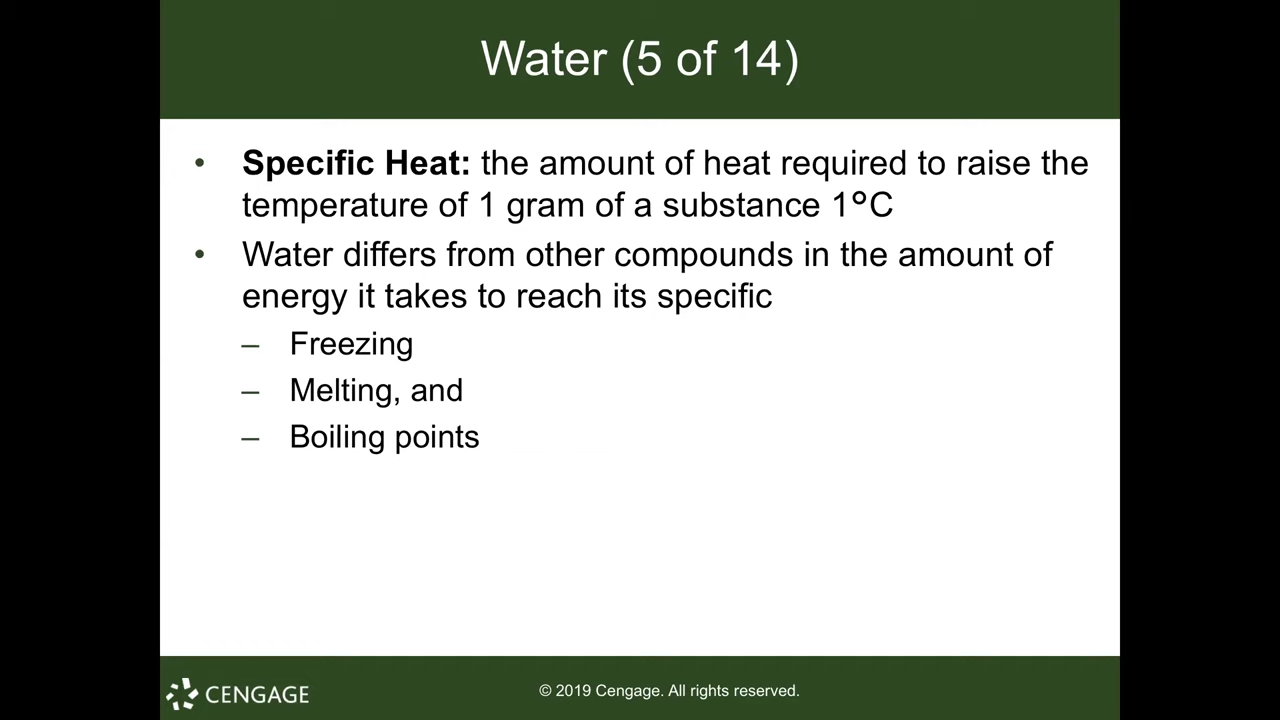 Water (5 of 14)
• Specific Heat: the amount of heat required to raise the
temperature of 1 gram of a substance 1°C
• Water differs from other compounds in the amount of
energy it takes to reach its specific
– Freezing
– Melting, and
– Boiling points
CENGAGE
© 2019 Cengage. All rights reserved.